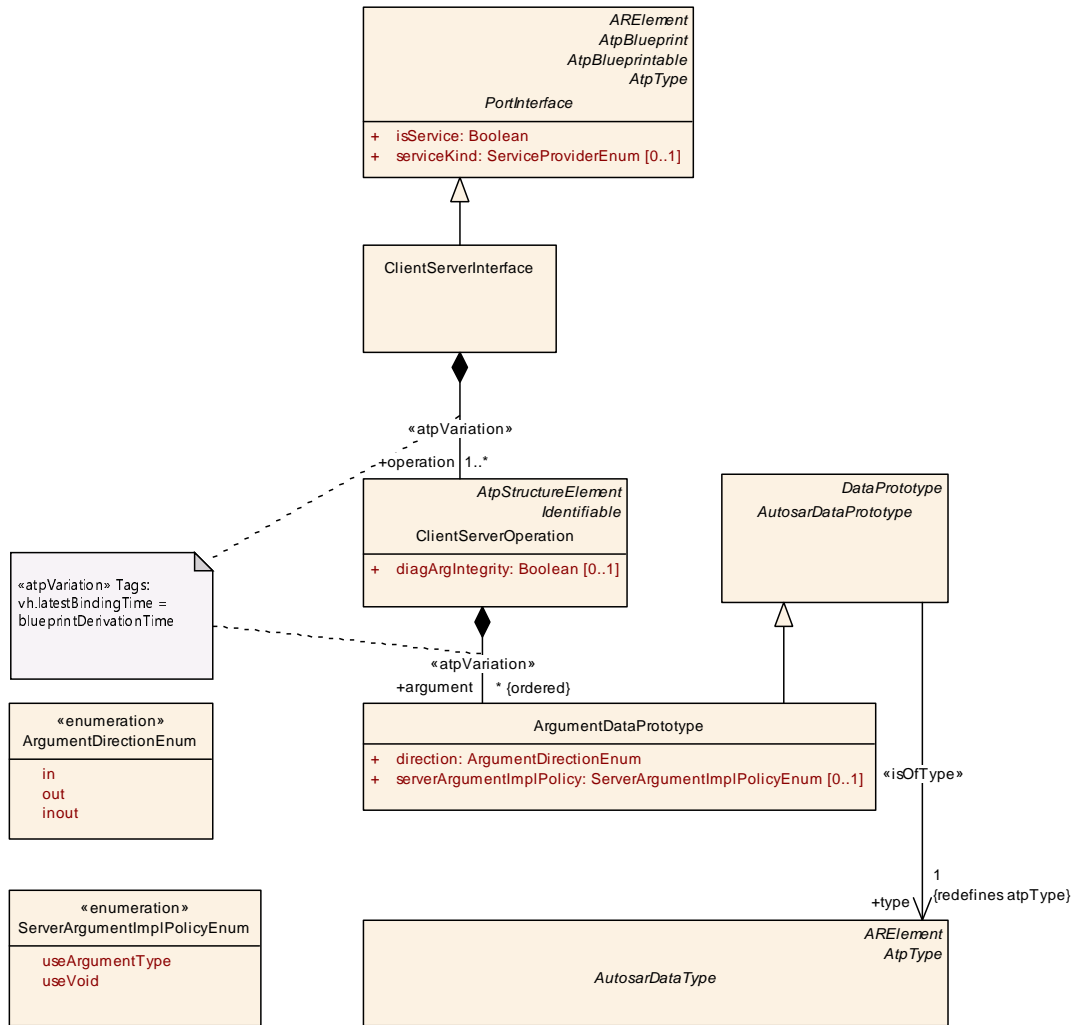 ARElement
AtpBlueprint
AtpBlueprintable
AtpType
PortInterface
+ isService: Boolean
+ serviceKind: ServiceProviderEnum [0..1]
ClientServerInterface
«atpVariation»
+operation 1..*
AtpStructureElement
Identifiable
ClientServerOperation
+ diagArgIntegrity: Boolean [0..1]
DataPrototype
AutosarDataPrototype
«atpVariation» Tags:
vh.latestBindingTime =
blueprintDerivationTime
«atpVariation»
+argument * {ordered}
«enumeration»
ArgumentDirectionEnum
in
out
inout
ArgumentDataPrototype
+ direction: ArgumentDirectionEnum
+ serverArgumentImplPolicy: ServerArgumentImplPolicyEnum [0..1]
«isOfType»
1
+type {redefines atpType}
«enumeration»
ServerArgumentImplPolicyEnum
useArgumentType
useVoid
ARElement
AtpType
AutosarDataType